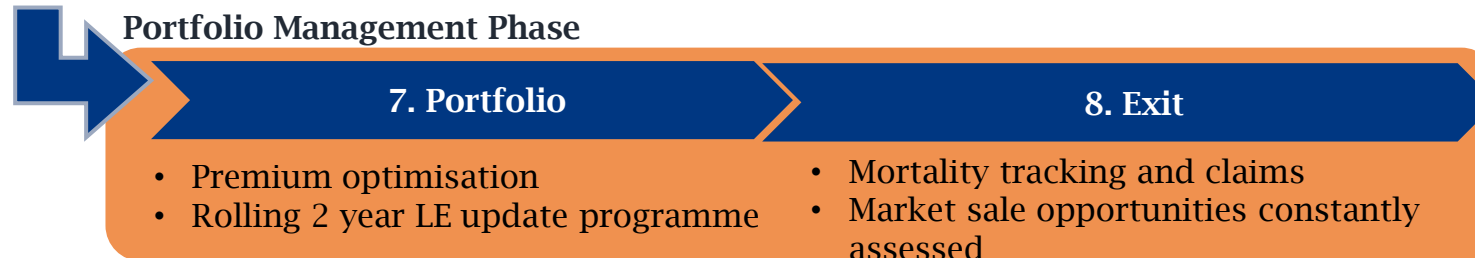 Portfolio Management Phase
7. Portfolio
8. Exit
• Premium optimisation
• Rolling 2 year LE update programme
• Mortality tracking and claims
• Market sale opportunities constantly
assessed